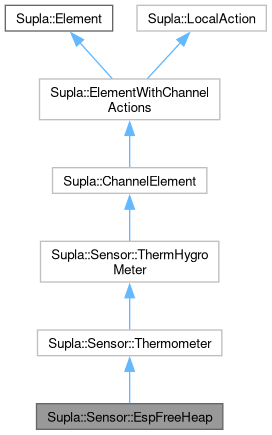 Supla::Element
Supla::LocalAction
Supla::ElementWithChannel
Actions
Supla::ChannelElement
Supla::Sensor::ThermHygro
Meter
Supla::Sensor::Thermometer
Supla::Sensor::EspFreeHeap